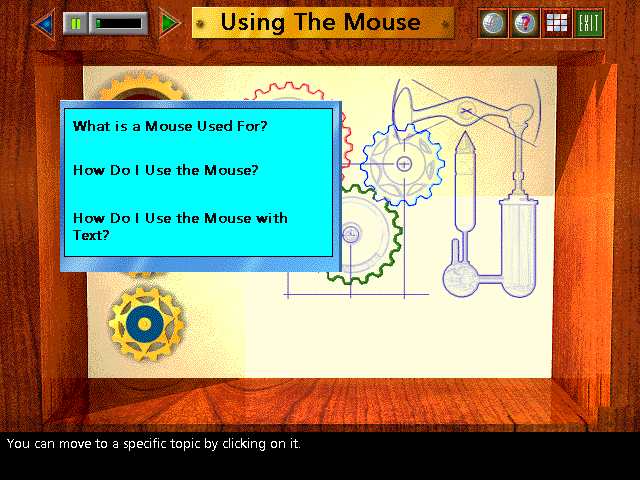 Using The Mouse
EXIT
What is a Mouse Used For?
How Do I Use the Mouse?
How Do I Use the Mouse with
Text?
You can move to a specific topic by clicking on it.